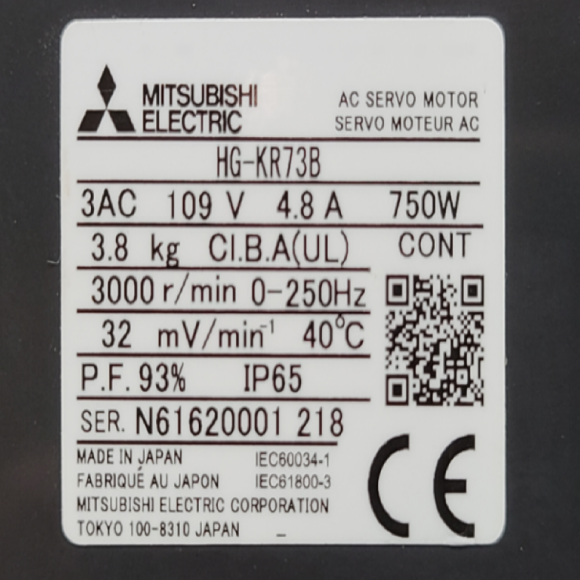 MITSUBISHI
ELECTRIC
AC SERVO MOTOR
SERVO MOTEUR AC
HG-KR73B
3AC 109 V 4.8 A 750W
3.8 kg Cl.B.A(UL) CONT
3000 r/min 0-250Hz
32 mV/min⁻¹ 40°C
P.F. 93% IP65
SER. N61620001 218
MADE IN JAPAN IEC60034-1
FABRIQUÉ AU JAPON IEC61800-3
MITSUBISHI ELECTRIC CORPORATION
TOKYO 100-8310 JAPAN _
CE